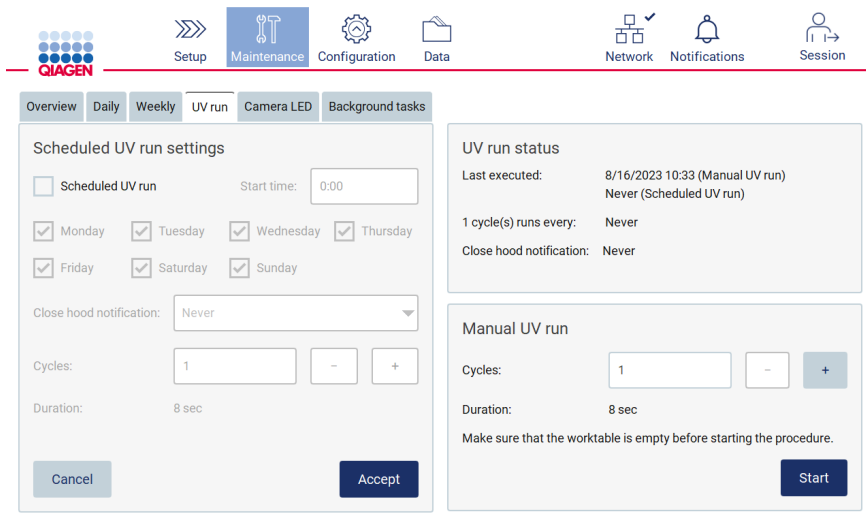 QIAGEN
Setup
Maintenance
Configuration
Data
Network
Notifications
Session
Overview
Daily
Weekly
UV run
Camera LED
Background tasks
Scheduled UV run settings
Scheduled UV run
Start time:
0:00
Monday
Tuesday
Wednesday
Thursday
Friday
Saturday
Sunday
Close hood notification:
Never
Cycles:
1
−
+
Duration:
8 sec
Cancel
Accept
UV run status
Last executed:
8/16/2023 10:33 (Manual UV run)
Never (Scheduled UV run)
1 cycle(s) runs every:
Never
Close hood notification:
Never
Manual UV run
Cycles:
1
−
+
Duration:
8 sec
Make sure that the worktable is empty before starting the procedure.
Start